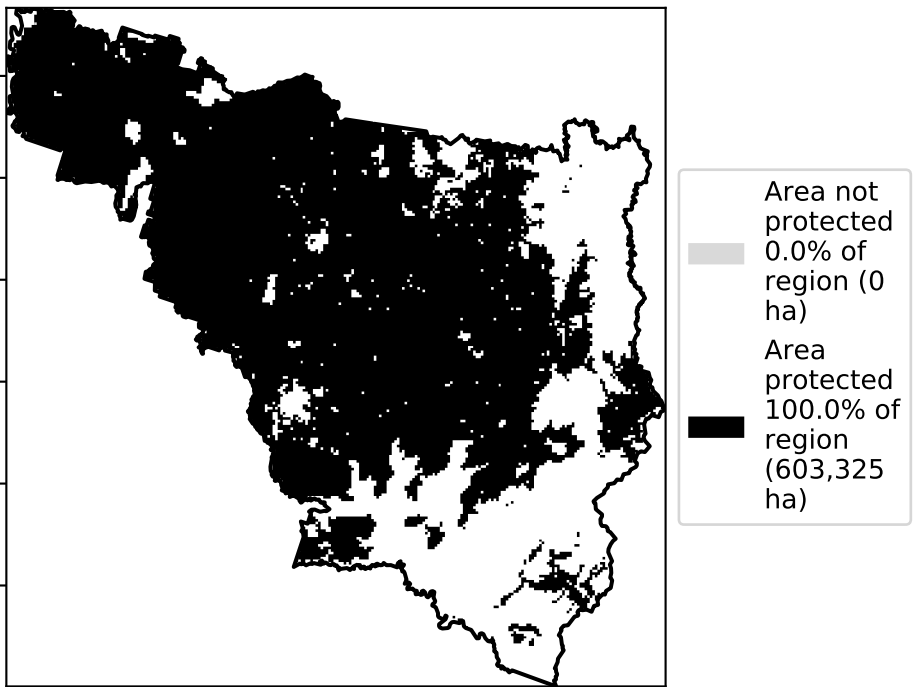 Area not
protected
0.0% of
region (0
ha)
Area
protected
100.0% of
region
(603,325
ha)